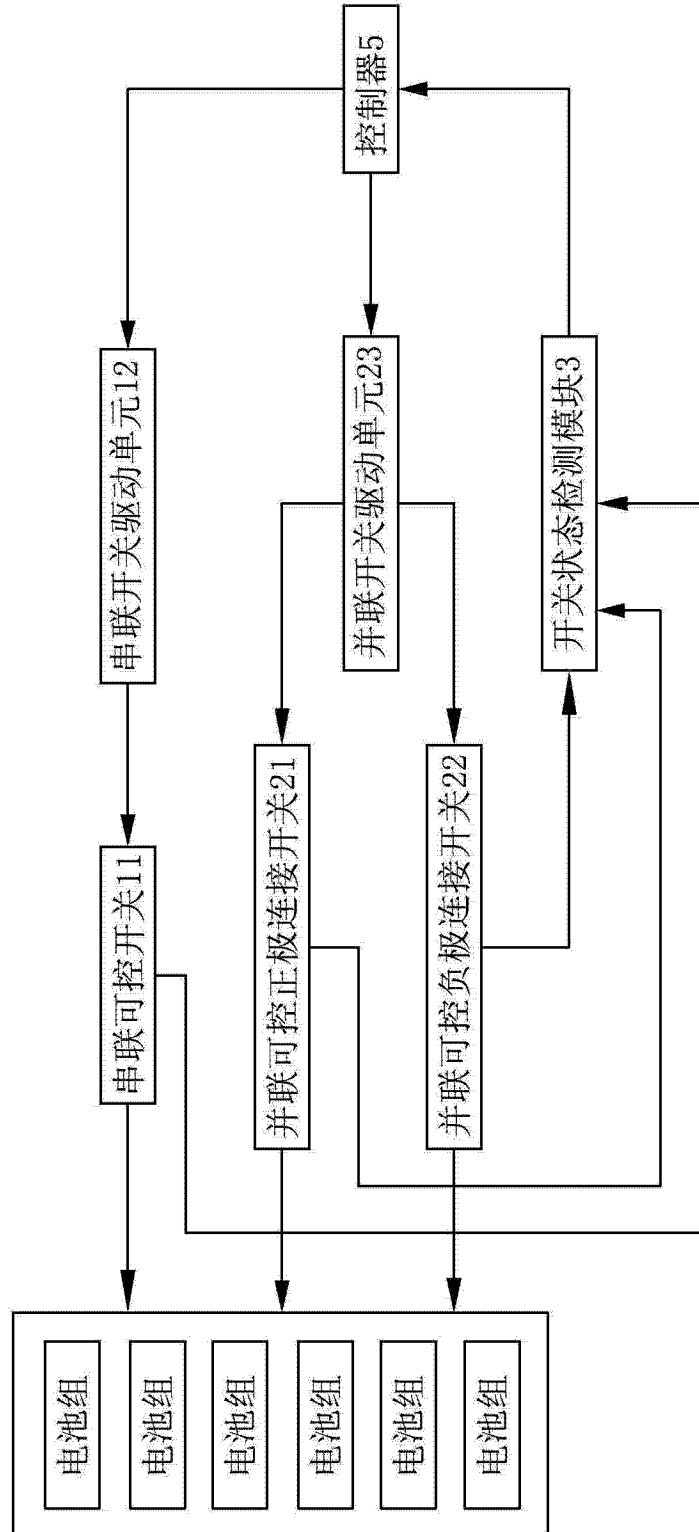 控制器5
串联开关驱动单元12
并联开关驱动单元23
开关状态检测模块3
串联可控开关11
并联可控正极连接开关21
并联可控负极连接开关22
电池组
电池组
电池组
电池组
电池组
电池组